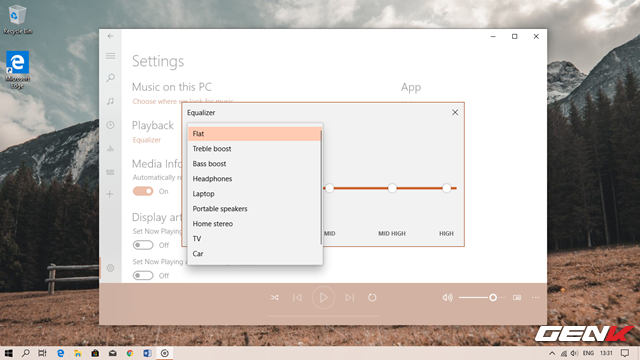 Recycle Bin
Microsoft
Edge
Settings
Music on this PC
App
Choose where we look for music
Playback
Equalizer
Media Info
Automatically
On
Display
Set Now Playing
Off
Set Now Playing
Off
Equalizer
Flat
Treble boost
Bass boost
Headphones
Laptop
Portable speakers
Home stereo
TV
Car
MID
MID HIGH
HIGH
ENG
13:31
GENK